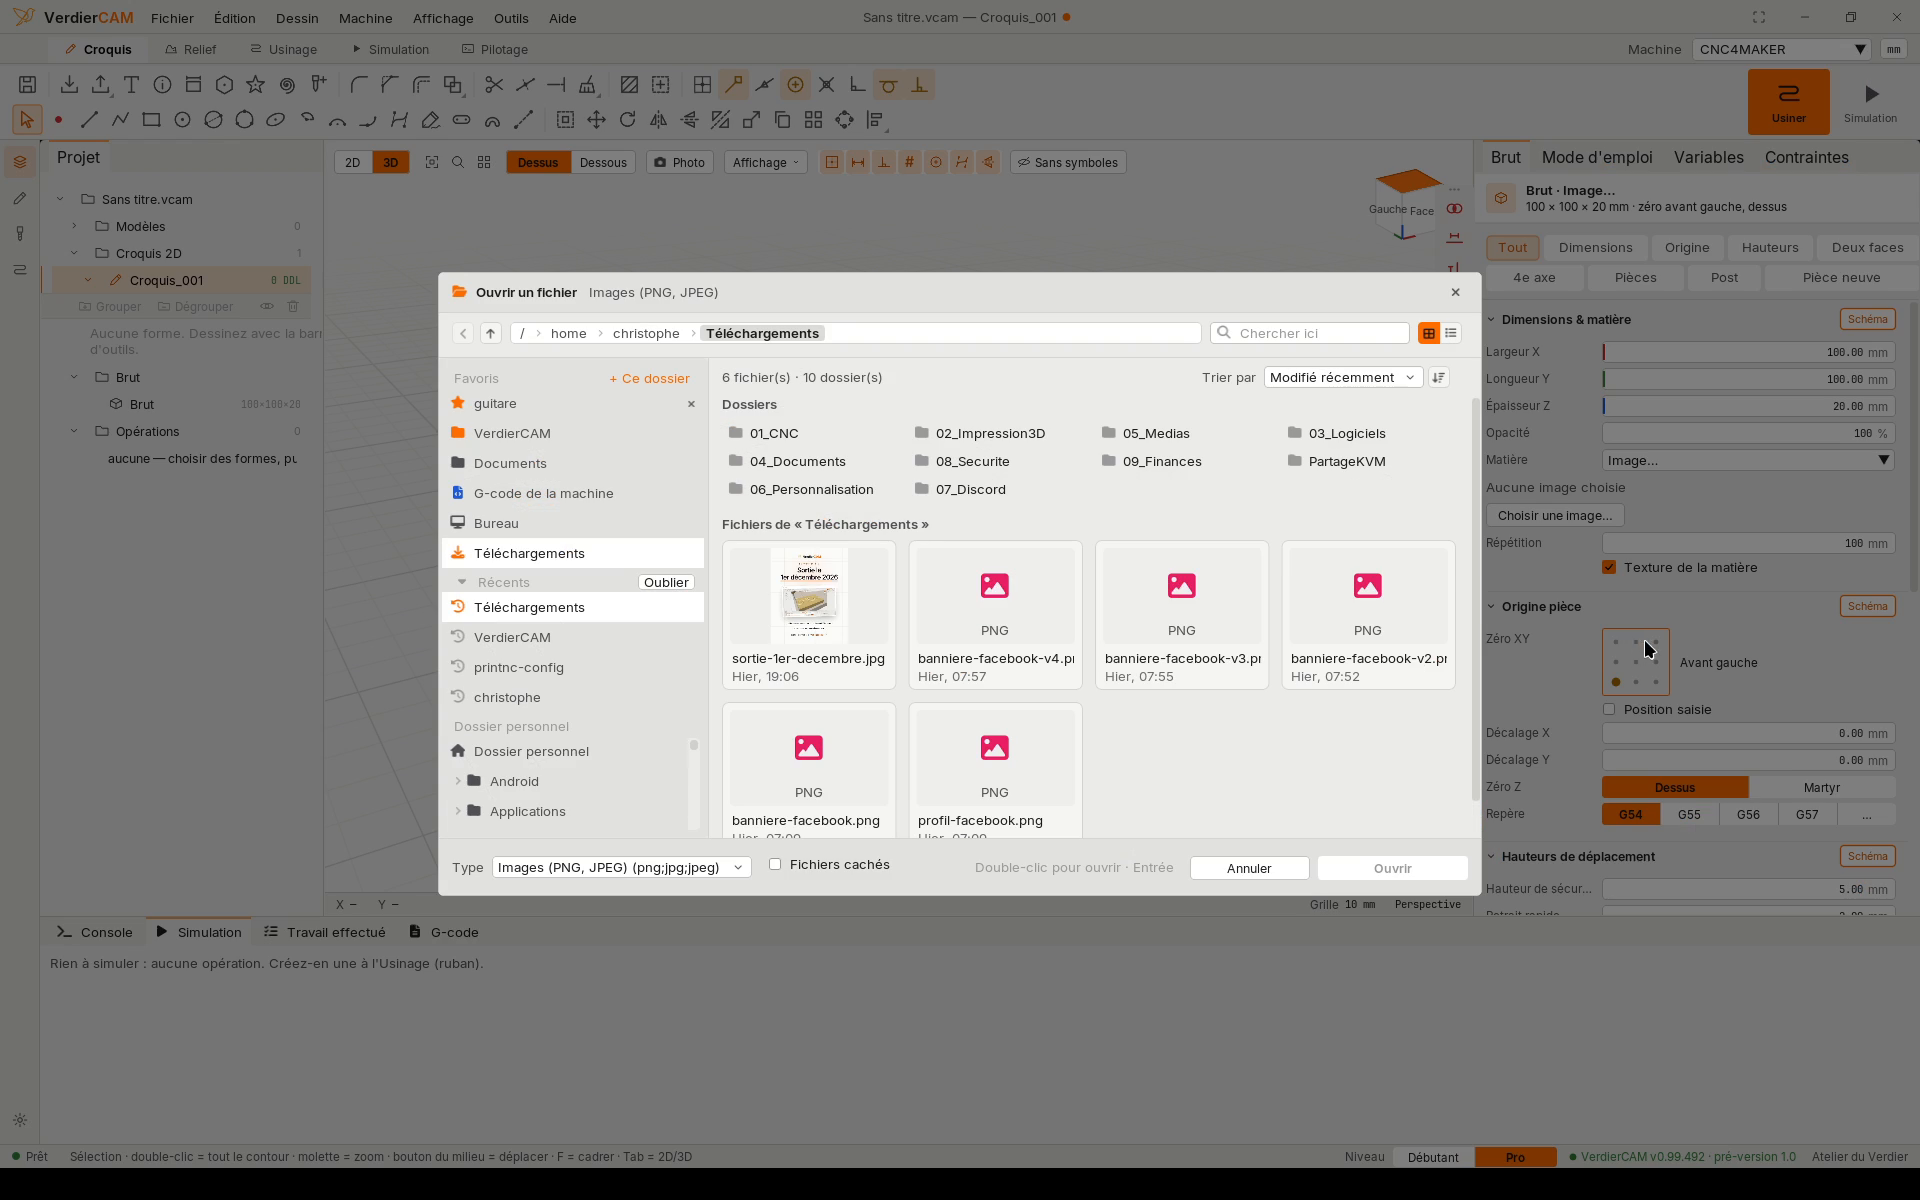 VerdierCAM Fichier Édition Dessin Machine Affichage Outils Aide Sans titre.vcam — Croquis_001
Croquis Relief Usinage Simulation Pilotage Machine CNC4MAKER mm
Usiner Simulation
Projet
2D 3D Dessus Dessous Photo Affichage Sans symboles
Brut Mode d'emploi Variables Contraintes
Sans titre.vcam
Modèles 0
Croquis 2D 1
Croquis_001 0 DDL
Grouper Dégrouper
Aucune forme. Dessinez avec la barr
d'outils.
Brut
Brut 100×100×20
Opérations 0
aucune — choisir des formes, pu
Gauche Face
Ouvrir un fichier Images (PNG, JPEG)
/ home christophe Téléchargements Chercher ici
Favoris + Ce dossier
guitare
VerdierCAM
Documents
G-code de la machine
Bureau
Téléchargements
Récents Oublier
Téléchargements
VerdierCAM
printnc-config
christophe
Dossier personnel
Dossier personnel
Android
Applications
6 fichier(s) · 10 dossier(s) Trier par Modifié récemment
Dossiers
01_CNC 02_Impression3D 05_Medias 03_Logiciels
04_Documents 08_Securite 09_Finances PartageKVM
06_Personnalisation 07_Discord
Fichiers de « Téléchargements »
Sortie le
1er décembre 2026
PNG PNG PNG
sortie-1er-decembre.jpg banniere-facebook-v4.pr banniere-facebook-v3.pr banniere-facebook-v2.pr
Hier, 19:06 Hier, 07:57 Hier, 07:55 Hier, 07:52
PNG PNG
banniere-facebook.png profil-facebook.png
Type Images (PNG, JPEG) (png;jpg;jpeg) Fichiers cachés Double-clic pour ouvrir · Entrée Annuler Ouvrir
Brut · Image...
100 × 100 × 20 mm · zéro avant gauche, dessus
Tout Dimensions Origine Hauteurs Deux faces
4e axe Pièces Post Pièce neuve
Dimensions & matière Schéma
Largeur X 100.00 mm
Longueur Y 100.00 mm
Épaisseur Z 20.00 mm
Opacité 100 %
Matière Image...
Aucune image choisie
Choisir une image...
Répétition 100 mm
Texture de la matière
Origine pièce Schéma
Zéro XY Avant gauche
Position saisie
Décalage X 0.00 mm
Décalage Y 0.00 mm
Zéro Z Dessus Martyr
Repère G54 G55 G56 G57 ...
Hauteurs de déplacement Schéma
Hauteur de sécur... 5.00 mm
X – Y – Grille 10 mm Perspective
Console Simulation Travail effectué G-code
Rien à simuler : aucune opération. Créez-en une à l'Usinage (ruban).
Prêt Sélection · double-clic = tout le contour · molette = zoom · bouton du milieu = déplacer · F = cadrer · Tab = 2D/3D Niveau Débutant Pro VerdierCAM v0.99.492 · pré-version 1.0 Atelier du Verdier